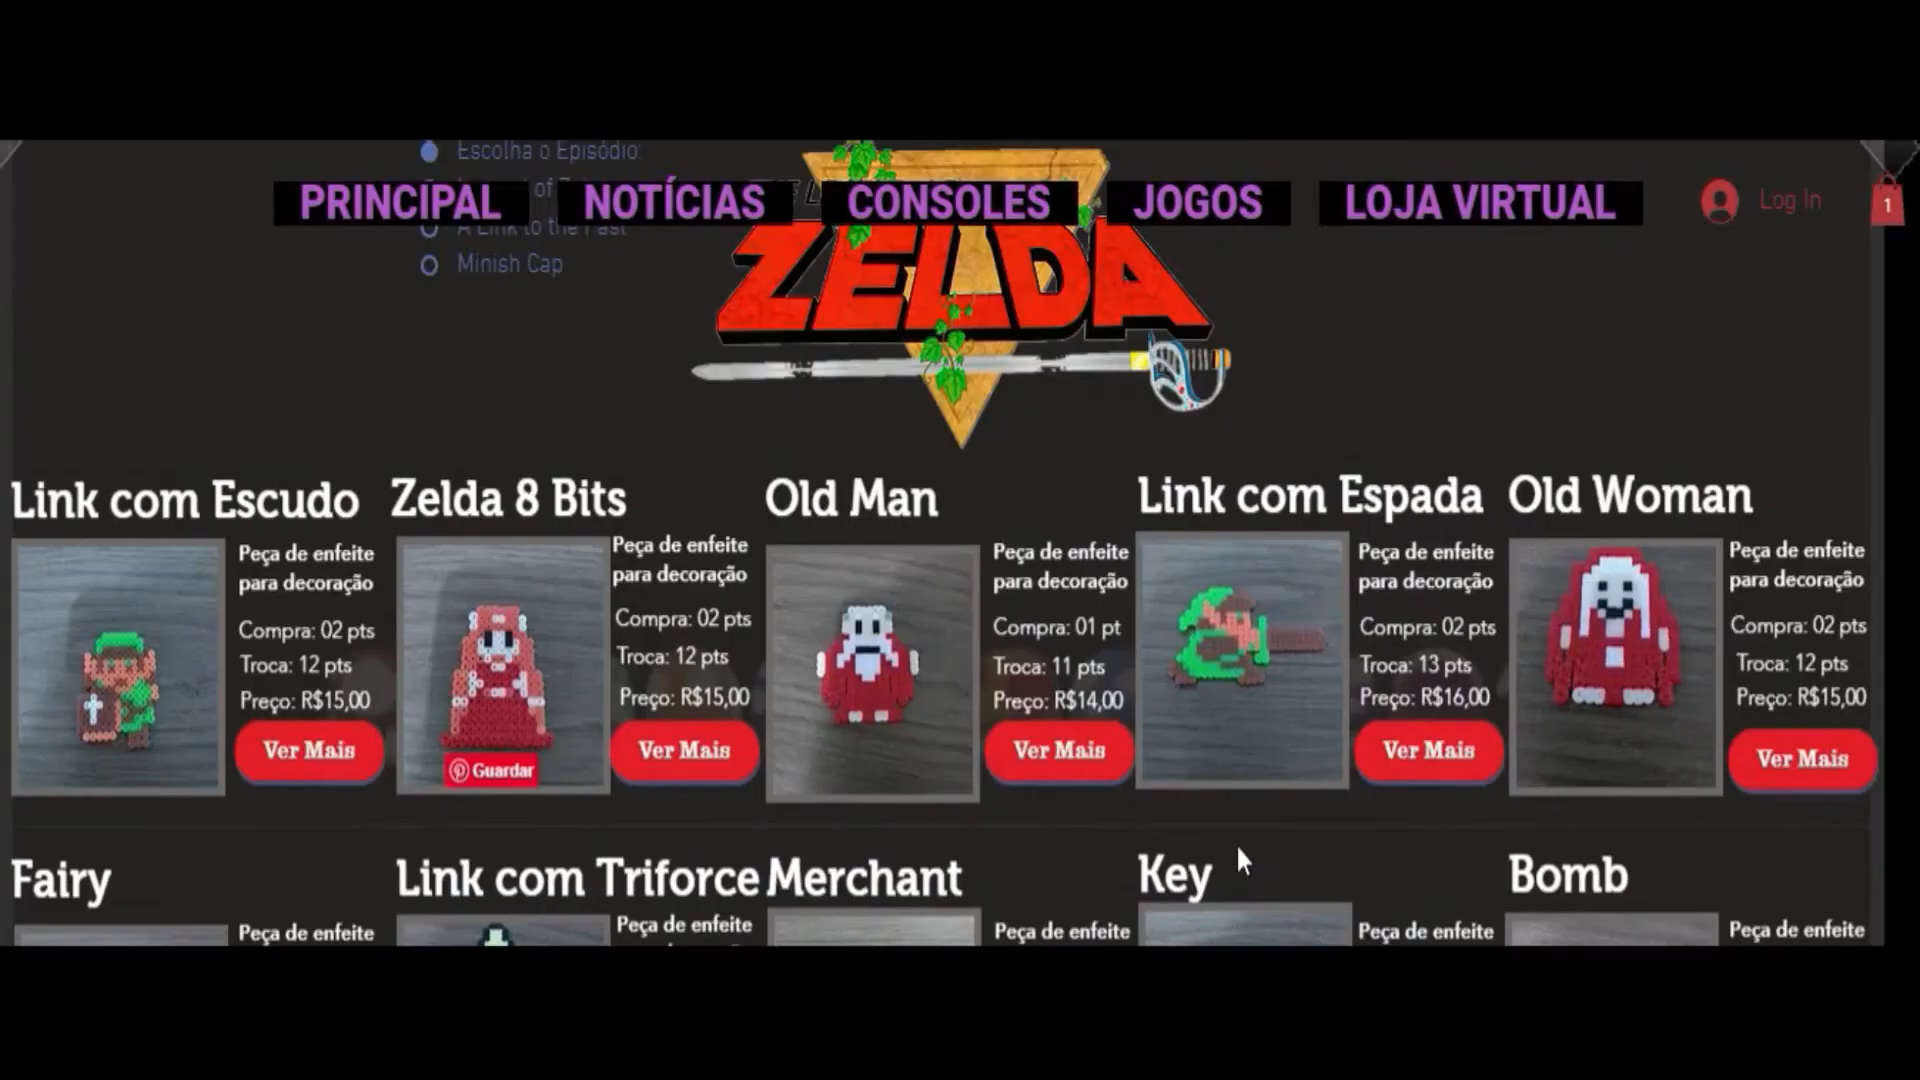 Escolha o Episódio:
PRINCIPAL
NOTÍCIAS
CONSOLES
JOGOS
LOJA VIRTUAL
Log In
1
of
A Link to the Past
Minish Cap
ZELDA
Link com Escudo
Peça de enfeite
para decoração
Compra: 02 pts
Troca: 12 pts
Preço: R$15,00
Ver Mais
Zelda 8 Bits
Peça de enfeite
para decoração
Compra: 02 pts
Troca: 12 pts
Preço: R$15,00
Guardar
Ver Mais
Old Man
Peça de enfeite
para decoração
Compra: 01 pt
Troca: 11 pts
Preço: R$14,00
Ver Mais
Link com Espada
Peça de enfeite
para decoração
Compra: 02 pts
Troca: 13 pts
Preço: R$16,00
Ver Mais
Old Woman
Peça de enfeite
para decoração
Compra: 02 pts
Troca: 12 pts
Preço: R$15,00
Ver Mais
Fairy
Peça de enfeite
Link com Triforce
Peça de enfeite
Merchant
Peça de enfeite
Key
Peça de enfeite
Bomb
Peça de enfeite